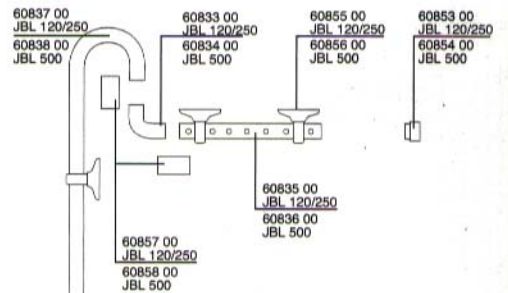 60837 00
JBL 120/250
60838 00
JBL 500
60833 00
JBL 120/250
60834 00
JBL 500
60855 00
JBL 120/250
60856 00
JBL 500
60853 00
JBL 120/250
60854 00
JBL 500
60835 00
JBL 120/250
60836 00
JBL 500
60857 00
JBL 120/250
60858 00
JBL 500